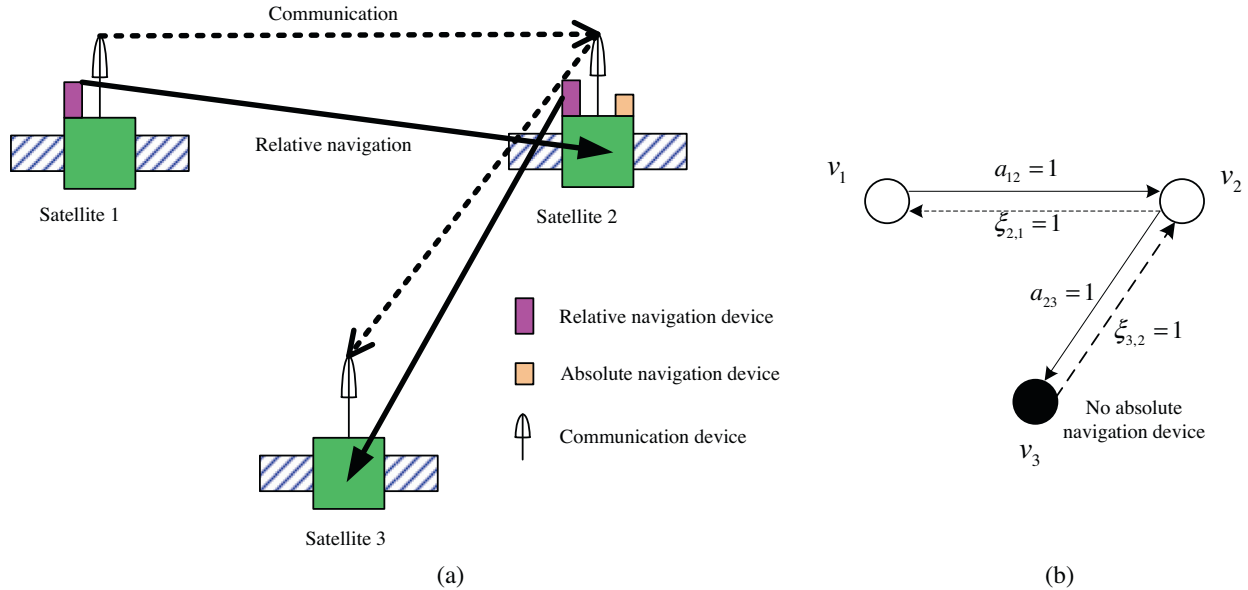 Communication
Relative navigation
Satellite 1
Satellite 2
Relative navigation device
Absolute navigation device
Communication device
Satellite 3
(a)
v₁
a₁₂ = 1
v₂
ξ₂,₁ = 1
a₂₃ = 1
ξ₃,₂ = 1
No absolute
navigation device
v₃
(b)